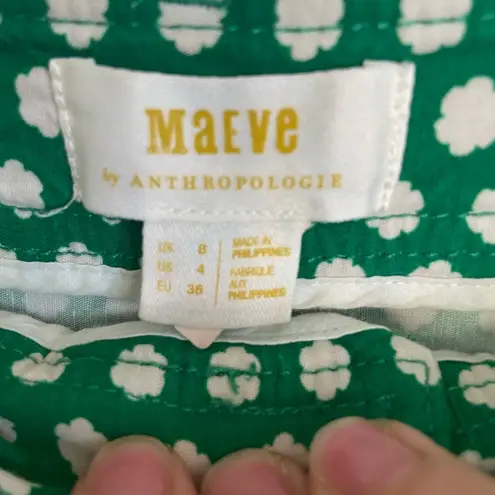 MaEve
by ANTHROPOLOGIE
UK 8
US 4
EU 36
MADE IN
PHILIPPINES
FABRIQUÉ
AUX
PHILIPPINES